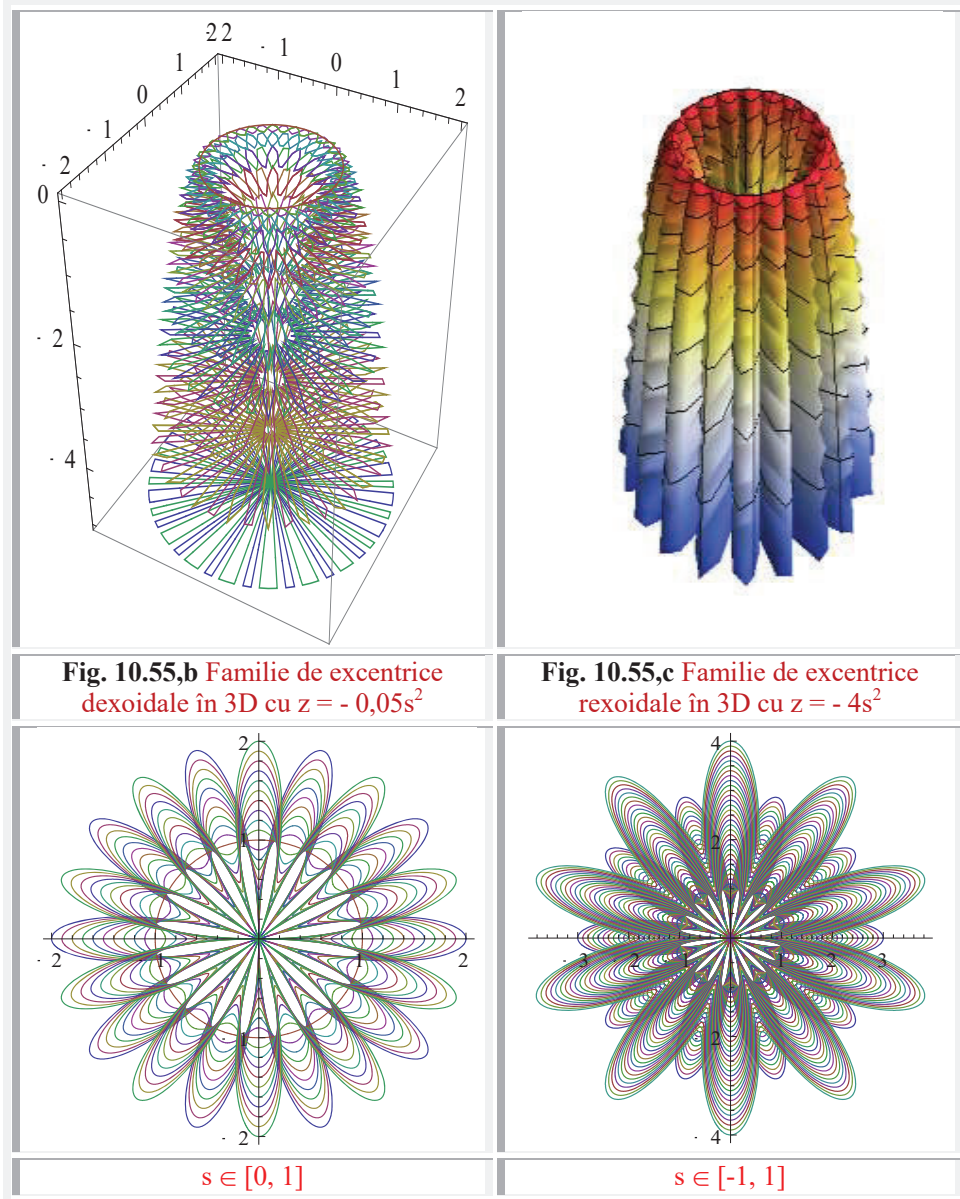 - 2 2 - 1 0 1 2
1
0
- 1
- 2
0
- 2
- 4
Fig. 10.55,b Familie de excentrice
dexoidale în 3D cu z = - 0,05s²
Fig. 10.55,c Familie de excentrice
rexoidale în 3D cu z = - 4s²
2
1
- 2 - 1 1 2
- 1
- 2
4
2
- 3 - 2 - 1 1 2 3
- 2
- 4
s ∈ [0, 1]
s ∈ [-1, 1]